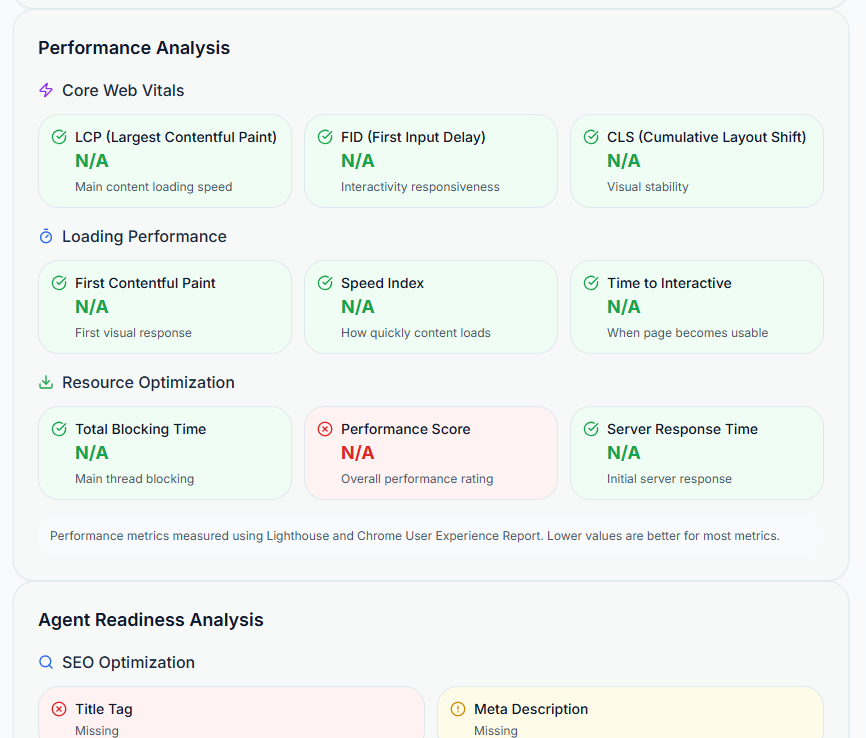 Performance Analysis
Core Web Vitals
LCP (Largest Contentful Paint)
N/A
Main content loading speed
FID (First Input Delay)
N/A
Interactivity responsiveness
CLS (Cumulative Layout Shift)
N/A
Visual stability
Loading Performance
First Contentful Paint
N/A
First visual response
Speed Index
N/A
How quickly content loads
Time to Interactive
N/A
When page becomes usable
Resource Optimization
Total Blocking Time
N/A
Main thread blocking
Performance Score
N/A
Overall performance rating
Server Response Time
N/A
Initial server response
Performance metrics measured using Lighthouse and Chrome User Experience Report. Lower values are better for most metrics.
Agent Readiness Analysis
SEO Optimization
Title Tag
Missing
Meta Description
Missing